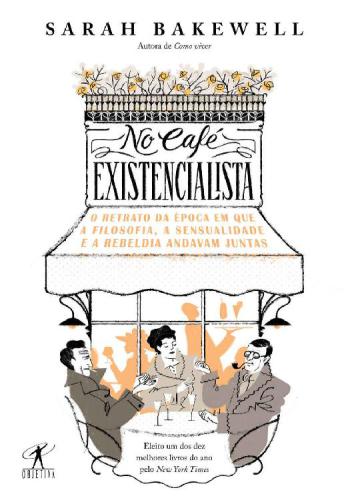 SARAH BAKEWELL
Autora de Como viver
No Café
EXISTENCIALISTA
O RETRATO DA ÉPOCA EM QUE
A FILOSOFIA, A SENSUALIDADE
E A REBELDIA ANDAVAM JUNTAS
Eleito um dos dez
melhores livros do ano
pelo New York Times
OBJETIVA